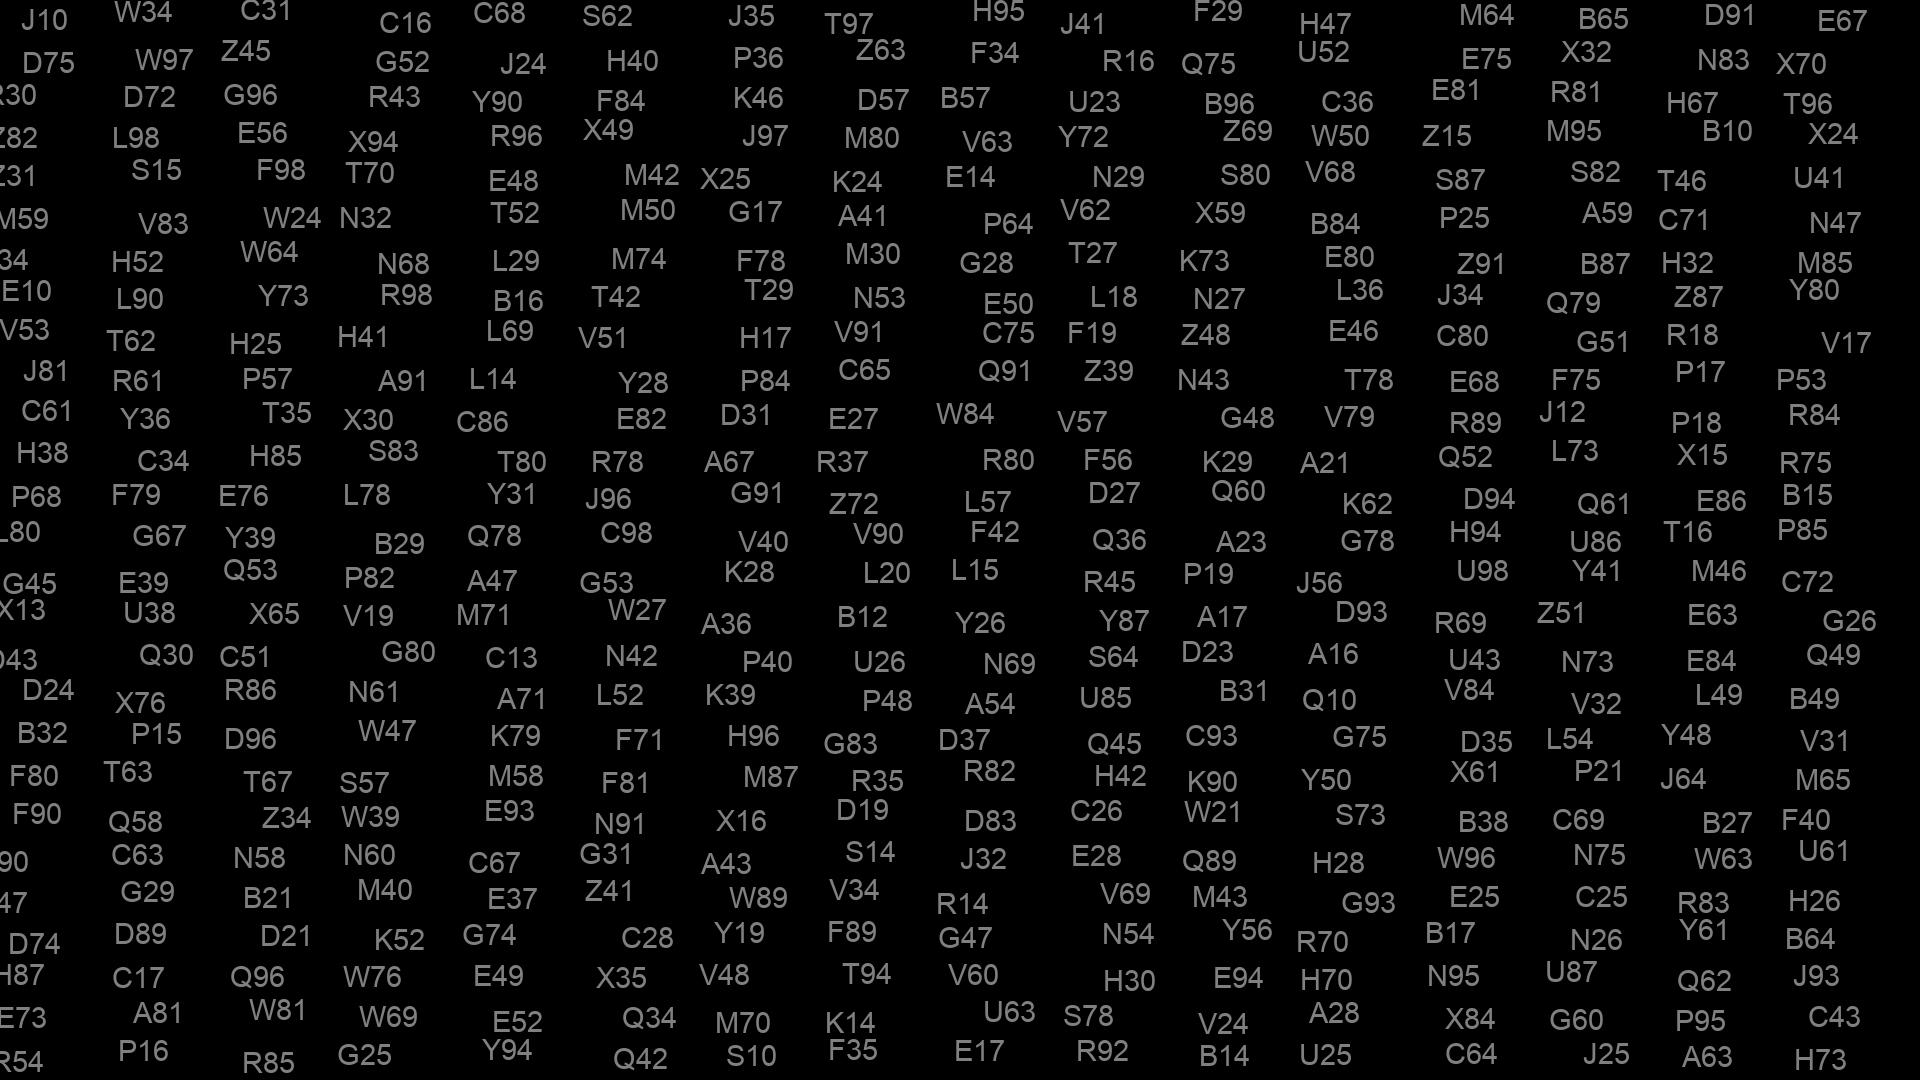 J10 W34 C31 C16 C68 S62 J35 T97 H95 J41 F29 H47 M64 B65 D91 E67
D75 W97 Z45 G52 J24 H40 P36 Z63 F34 R16 Q75 U52 E75 X32 N83 X70
R30 D72 G96 R43 Y90 F84 K46 D57 B57 U23 B96 C36 E81 R81 H67 T96
Z82 L98 E56 X94 R96 X49 J97 M80 V63 Y72 Z69 W50 Z15 M95 B10 X24
Z31 S15 F98 T70 E48 M42 X25 K24 E14 N29 S80 V68 S87 S82 T46 U41
M59 V83 W24 N32 T52 M50 G17 A41 P64 V62 X59 B84 P25 A59 C71 N47
34 H52 W64 N68 L29 M74 F78 M30 G28 T27 K73 E80 Z91 B87 H32 M85
E10 L90 Y73 R98 B16 T42 T29 N53 E50 L18 N27 L36 J34 Q79 Z87 Y80
V53 T62 H25 H41 L69 V51 H17 V91 C75 F19 Z48 E46 C80 G51 R18 V17
J81 R61 P57 A91 L14 Y28 P84 C65 Q91 Z39 N43 T78 E68 F75 P17 P53
C61 Y36 T35 X30 C86 E82 D31 E27 W84 V57 G48 V79 R89 J12 P18 R84
H38 C34 H85 S83 T80 R78 A67 R37 R80 F56 K29 A21 Q52 L73 X15 R75
P68 F79 E76 L78 Y31 J96 G91 Z72 L57 D27 Q60 K62 D94 Q61 E86 B15
L80 G67 Y39 B29 Q78 C98 V40 V90 F42 Q36 A23 G78 H94 U86 T16 P85
G45 E39 Q53 P82 A47 G53 K28 L20 L15 R45 P19 J56 U98 Y41 M46 C72
X13 U38 X65 V19 M71 W27 A36 B12 Y26 Y87 A17 D93 R69 Z51 E63 G26
43 Q30 C51 G80 C13 N42 P40 U26 N69 S64 D23 A16 U43 N73 E84 Q49
D24 X76 R86 N61 A71 L52 K39 P48 A54 U85 B31 Q10 V84 V32 L49 B49
B32 P15 D96 W47 K79 F71 H96 G83 D37 Q45 C93 G75 D35 L54 Y48 V31
F80 T63 T67 S57 M58 F81 M87 R35 R82 H42 K90 Y50 X61 P21 J64 M65
F90 Q58 Z34 W39 E93 N91 X16 D19 D83 C26 W21 S73 B38 C69 B27 F40
90 C63 N58 N60 C67 G31 A43 S14 J32 E28 Q89 H28 W96 N75 W63 U61
47 G29 B21 M40 E37 Z41 W89 V34 R14 V69 M43 G93 E25 C25 R83 H26
D74 D89 D21 K52 G74 C28 Y19 F89 G47 N54 Y56 R70 B17 N26 Y61 B64
H87 C17 Q96 W76 E49 X35 V48 T94 V60 H30 E94 H70 N95 U87 Q62 J93
E73 A81 W81 W69 E52 Q34 M70 K14 U63 S78 V24 A28 X84 G60 P95 C43
R54 P16 R85 G25 Y94 Q42 S10 F35 E17 R92 B14 U25 C64 J25 A63 H73